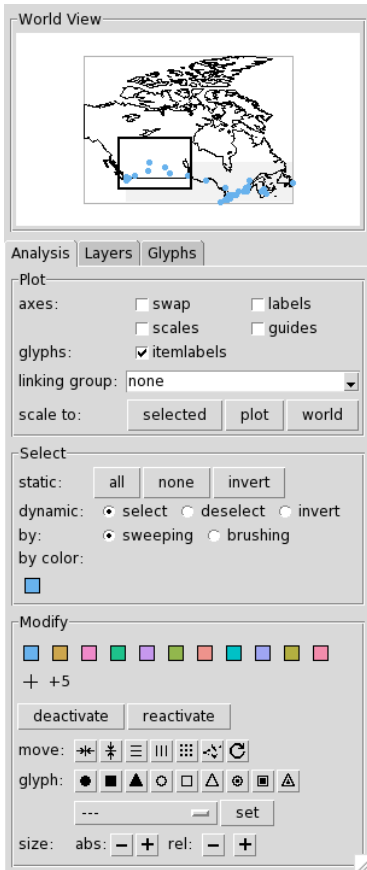 World View
Analysis Layers Glyphs
Plot
axes: swap labels
scales guides
glyphs: itemlabels
linking group: none
scale to: selected plot world
Select
static: all none invert
dynamic: select deselect invert
by: sweeping brushing
by color:
Modify
+5
deactivate reactivate
move:
glyph:
--- set
size: abs: − + rel: − +